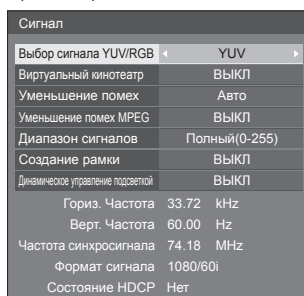 Сигнал
Выбор сигнала YUV/RGB YUV
Виртуальный кинотеатр ВЫКЛ
Уменьшение помех Авто
Уменьшение помех MPEG ВЫКЛ
Диапазон сигналов Полный(0-255)
Создание рамки ВЫКЛ
Динамическое управление подсветкой ВЫКЛ
Гориз. Частота 33.72 kHz
Верт. Частота 60.00 Hz
Частота синхросигнала 74.18 MHz
Формат сигнала 1080/60i
Состояние HDCP Нет